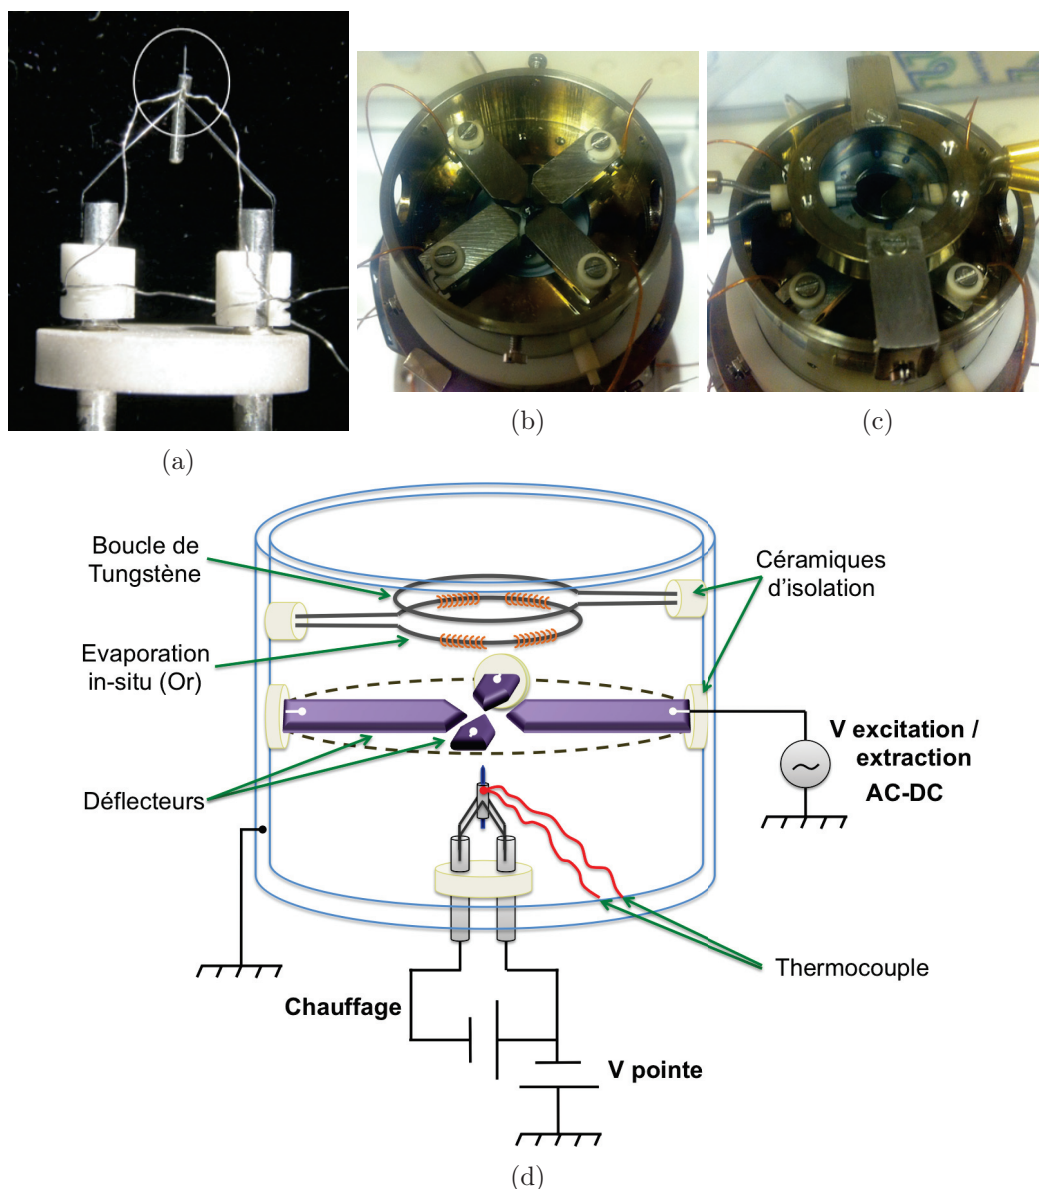 (a)
(b)
(c)
Boucle de
Tungstène
Céramiques
d'isolation
Evaporation
in-situ (Or)
V excitation /
extraction
AC-DC
Déflecteurs
Thermocouple
Chauffage
V pointe
(d)